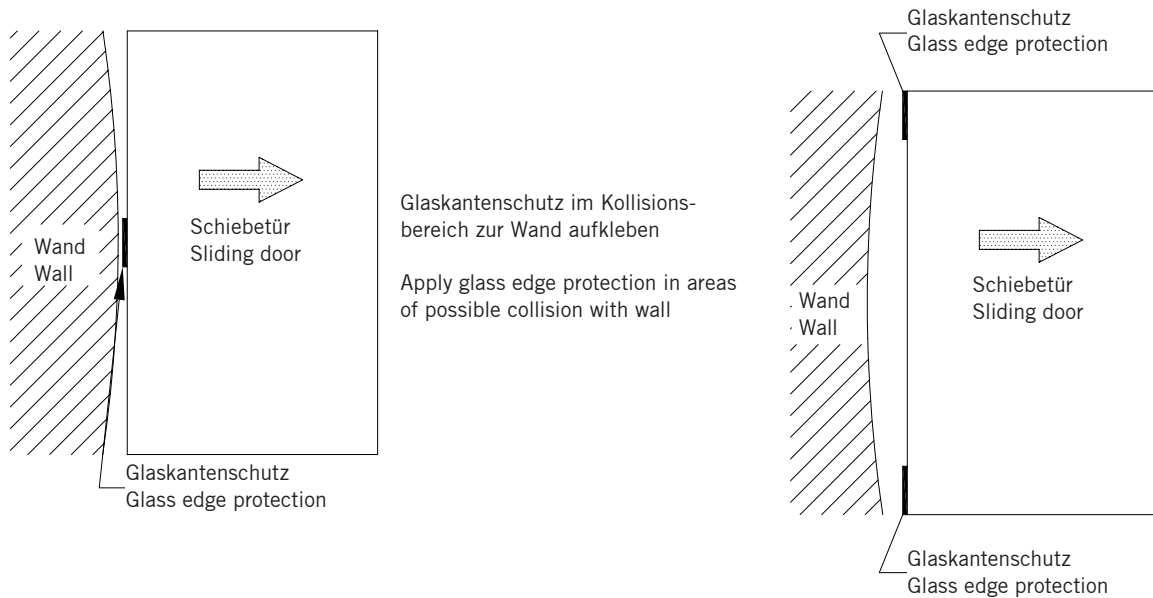 Glaskantenschutz
Glass edge protection
Schiebetür
Sliding door
Wand
Wall
Glaskantenschutz im Kollisions-
bereich zur Wand aufkleben
Apply glass edge protection in areas
of possible collision with wall
Schiebetür
Sliding door
Wand
Wall
Glaskantenschutz
Glass edge protection
Glaskantenschutz
Glass edge protection